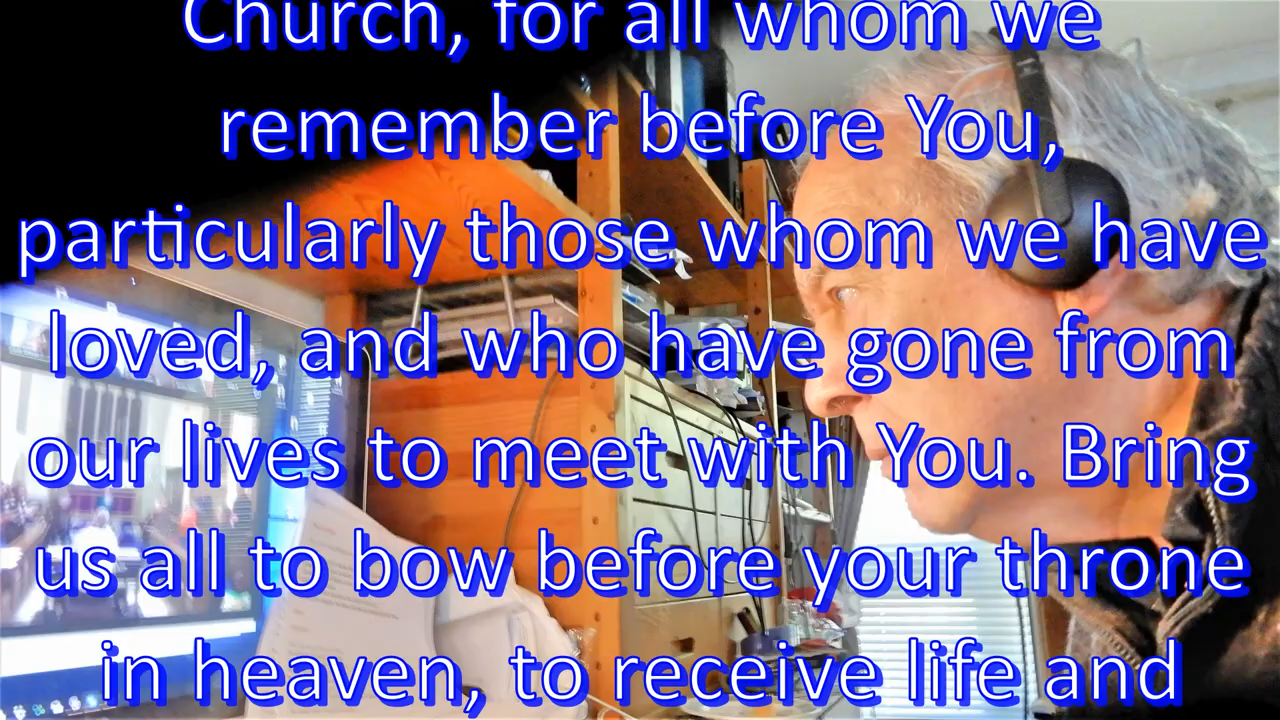 Church, for all whom we
remember before You,
particularly those whom we have
loved, and who have gone from
our lives to meet with You. Bring
us all to bow before your throne
in heaven, to receive life and